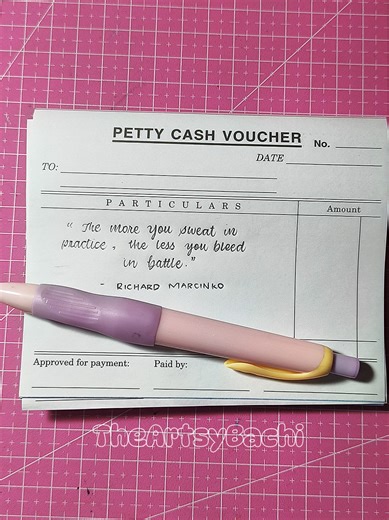 PETTY CASH VOUCHER No.
DATE
TO:
PARTICULARS Amount
" The more you sweat in
practice , the less you bleed
in battle."
- RICHARD MARCINKO
Approved for payment: Paid by:
TheArtsyBachi